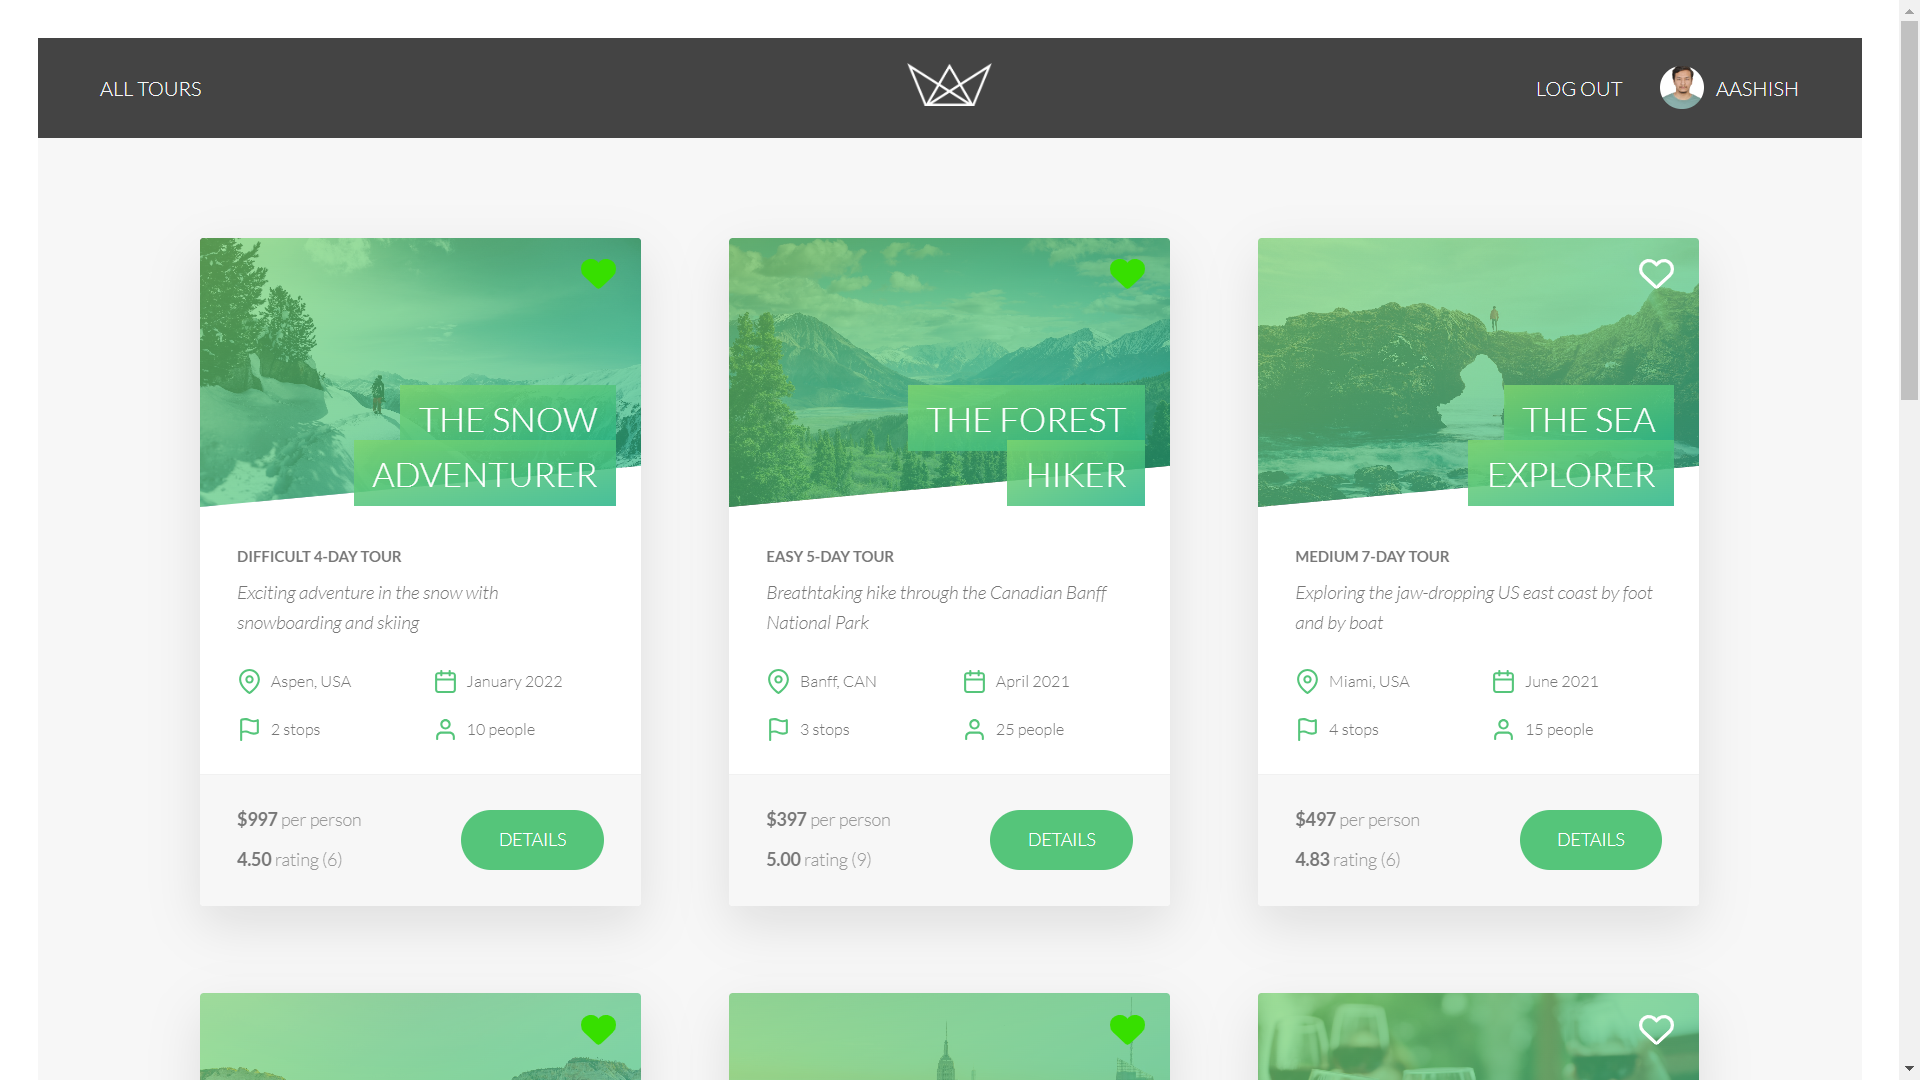 ALL TOURS
LOG OUT
AASHISH
THE SNOW
ADVENTURER
DIFFICULT 4-DAY TOUR
Exciting adventure in the snow with
snowboarding and skiing
Aspen, USA
January 2022
2 stops
10 people
$997 per person
4.50 rating (6)
DETAILS
THE FOREST
HIKER
EASY 5-DAY TOUR
Breathtaking hike through the Canadian Banff
National Park
Banff, CAN
April 2021
3 stops
25 people
$397 per person
5.00 rating (9)
DETAILS
THE SEA
EXPLORER
MEDIUM 7-DAY TOUR
Exploring the jaw-dropping US east coast by foot
and by boat
Miami, USA
June 2021
4 stops
15 people
$497 per person
4.83 rating (6)
DETAILS